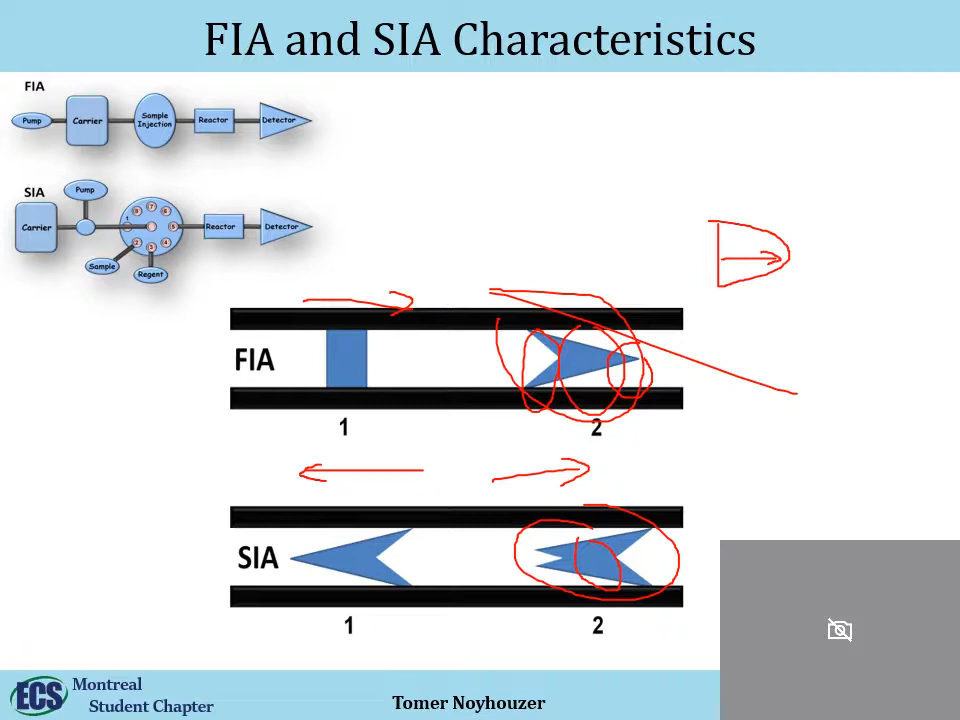 FIA and SIA Characteristics
FIA
Pump
Carrier
Sample
Injection
Reactor
Detector
SIA
Pump
Carrier
1
8
7
6
5
4
3
2
Reactor
Detector
Sample
Regent
FIA
1
2
SIA
1
2
ECS
Montreal
Student Chapter
Tomer Noyhouzer